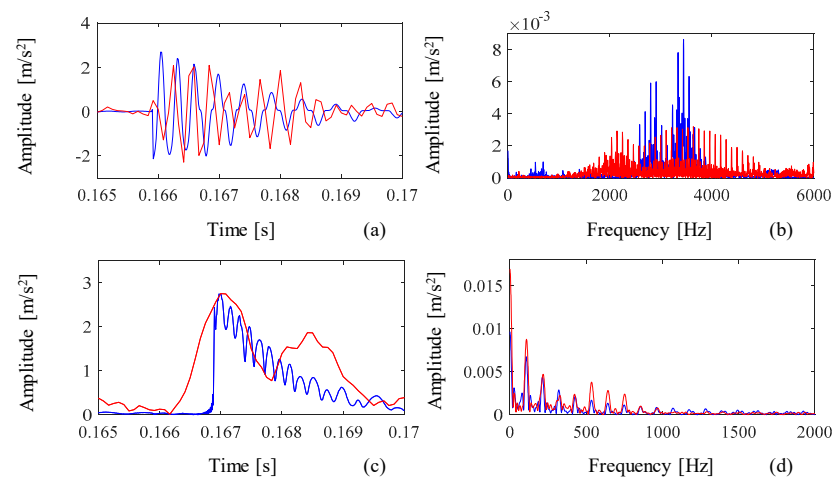 4
2
0
-2
0.165 0.166 0.167 0.168 0.169 0.17
Amplitude [m/s²]
Time [s] (a)
×10⁻³
8
6
4
2
0
0 2000 4000 6000
Amplitude [m/s²]
Frequency [Hz] (b)
3
2
1
0
0.165 0.166 0.167 0.168 0.169 0.17
Amplitude [m/s²]
Time [s] (c)
0.015
0.01
0.005
0
0 500 1000 1500 2000
Amplitude [m/s²]
Frequency [Hz] (d)